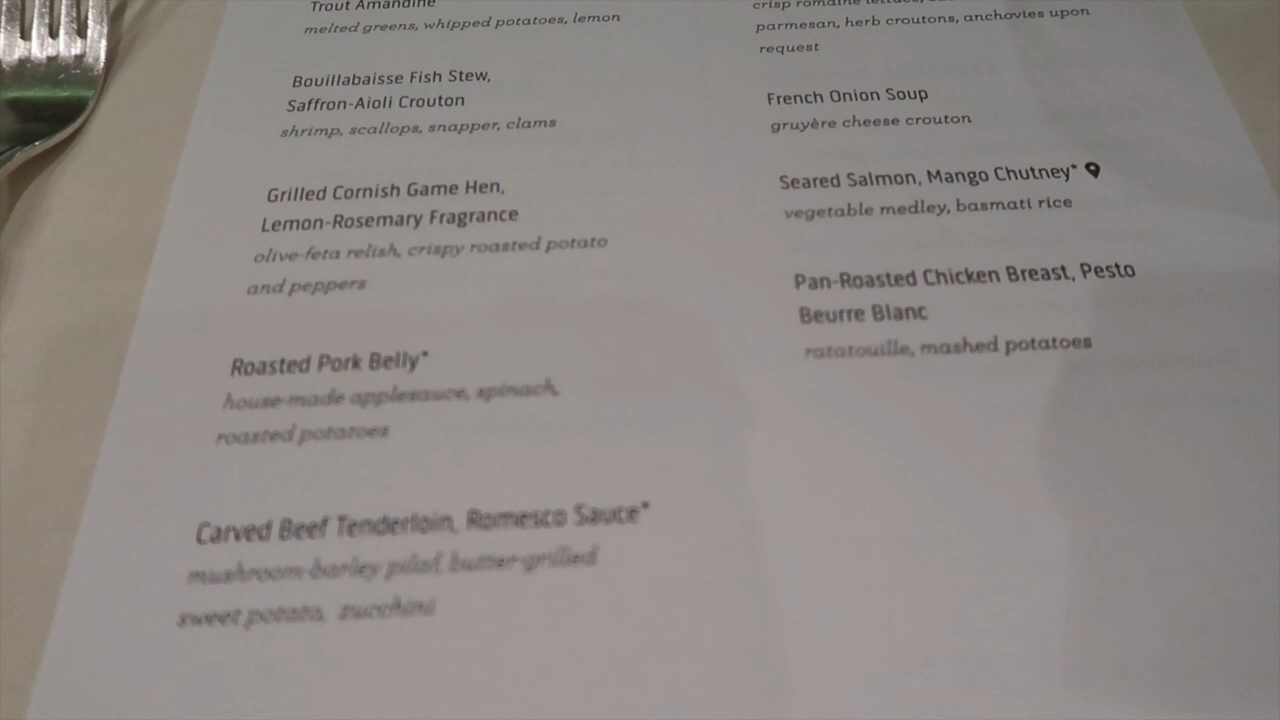 Trout Amandine
melted greens, whipped potatoes, lemon
Bouillabaisse Fish Stew,
Saffron-Aioli Crouton
shrimp, scallops, snapper, clams
Grilled Cornish Game Hen,
Lemon-Rosemary Fragrance
olive-feta relish, crispy roasted potato
and peppers
Roasted Pork Belly*
house-made applesauce, spinach,
roasted potatoes
Carved Beef Tenderloin, Romesco Sauce*
mushroom-barley pilaf, butter-grilled
sweet potato, zucchini
crisp romaine lettuce,
parmesan, herb croutons, anchovies upon
request
French Onion Soup
gruyère cheese crouton
Seared Salmon, Mango Chutney*
vegetable medley, basmati rice
Pan-Roasted Chicken Breast, Pesto
Beurre Blanc
ratatouille, mashed potatoes